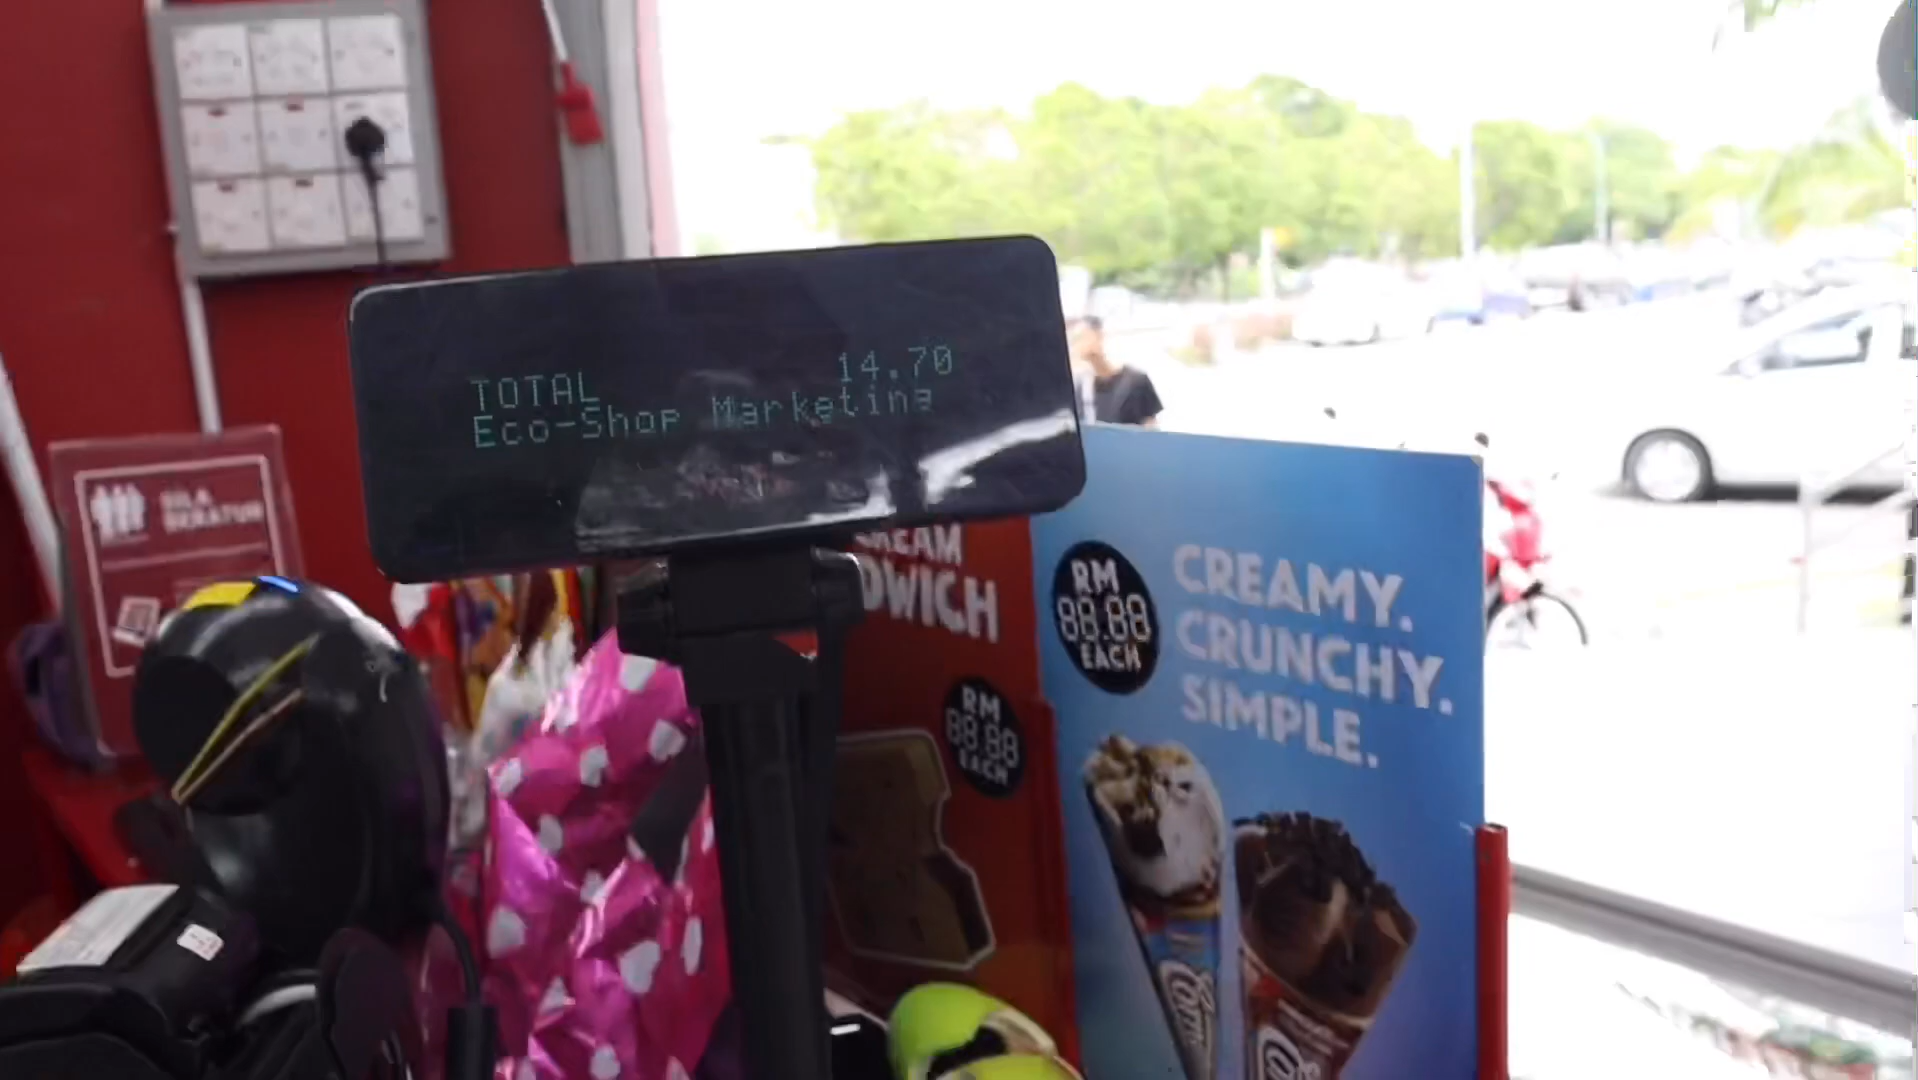 TOTAL 14.70
Eco-Shop Marketing
SILA
BERATUR
CREAM
RM
88.88
EACH
RM
88.88
EACH
CREAMY.
CRUNCHY.
SIMPLE.